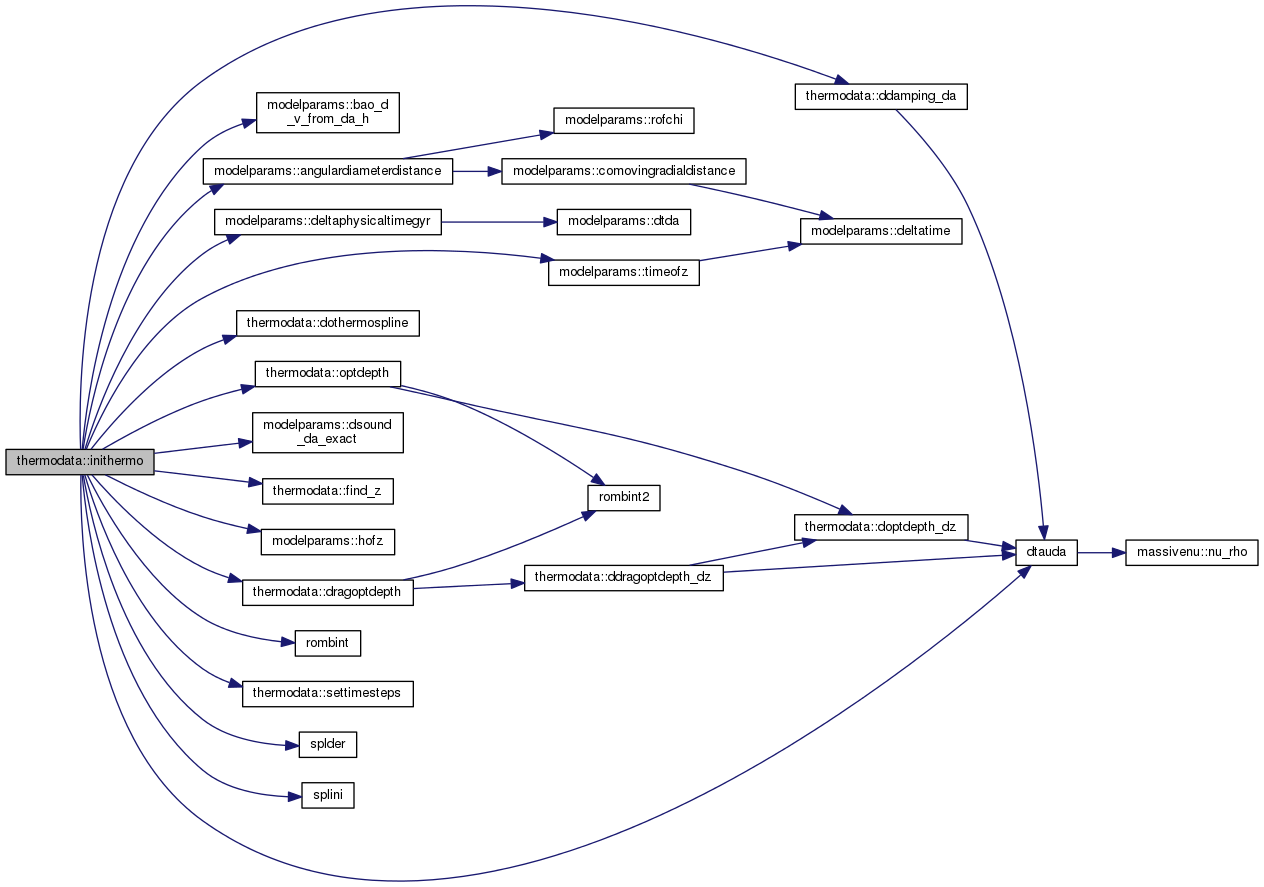 thermodata::ddamping_da
modelparams::bao_d
_v_from_da_h
modelparams::rofchi
modelparams::angulardiameterdistance
modelparams::comovingradialdistance
modelparams::deltaphysicaltimegyr
modelparams::dtda
modelparams::deltatime
modelparams::timeofz
thermodata::dothermospline
thermodata::optdepth
modelparams::dsound
_da_exact
thermodata::inithermo
thermodata::find_z
rombint2
modelparams::hofz
thermodata::doptdepth_dz
dtauda
massivenu::nu_rho
thermodata::ddragoptdepth_dz
thermodata::dragoptdepth
rombint
thermodata::settimesteps
splder
splini